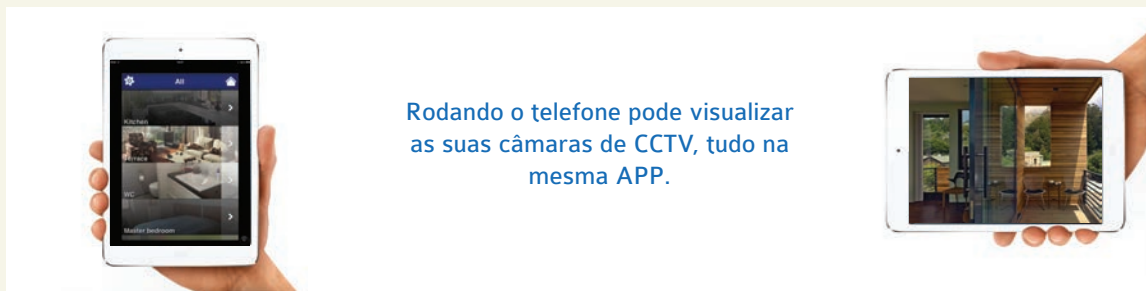 All
Kitchen
Terrace
WC
Master bedroom
Rodando o telefone pode visualizar
as suas câmaras de CCTV, tudo na
mesma APP.